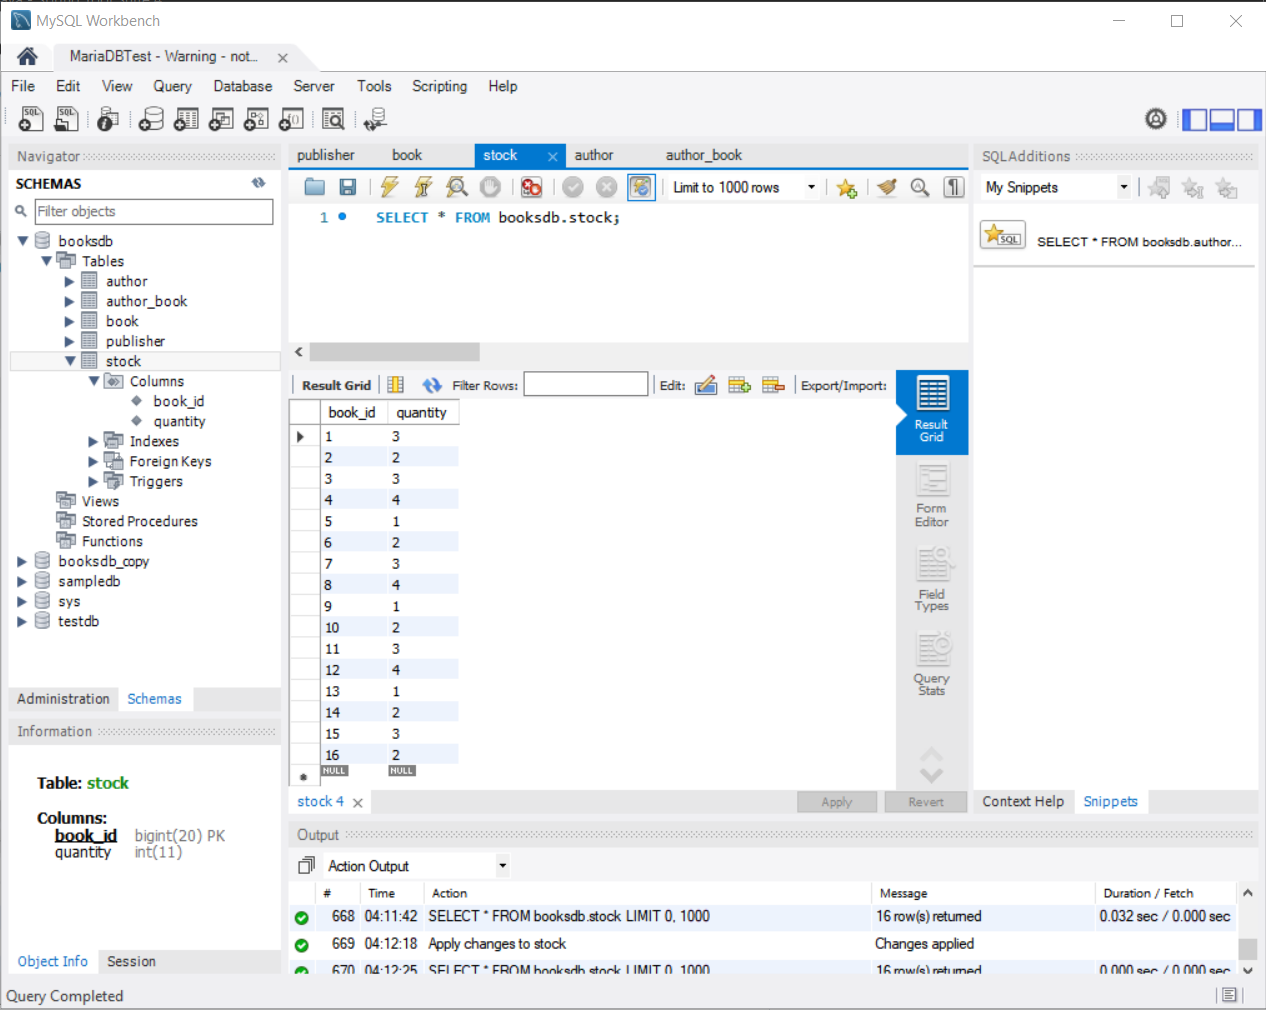 MySQL Workbench
MariaDBTest - Warning - not...
File Edit View Query Database Server Tools Scripting Help
Navigator
SCHEMAS
Filter objects
booksdb
Tables
author
author_book
book
publisher
stock
Columns
book_id
quantity
Indexes
Foreign Keys
Triggers
Views
Stored Procedures
Functions
booksdb_copy
sampledb
sys
testdb
Administration Schemas
Information
Table: stock
Columns:
book_id bigint(20) PK
quantity int(11)
Object Info Session
publisher book stock author author_book
Limit to 1000 rows
1 SELECT * FROM booksdb.stock;
Result Grid Filter Rows: Edit: Export/Import:
book_id quantity
1 3
2 2
3 3
4 4
5 1
6 2
7 3
8 4
9 1
10 2
11 3
12 4
13 1
14 2
15 3
16 2
NULL NULL
Result
Grid
Form
Editor
Field
Types
Query
Stats
stock 4 Apply Revert
SQLAdditions
My Snippets
SQL SELECT * FROM booksdb.author...
Context Help Snippets
Output
Action Output
# Time Action Message Duration / Fetch
668 04:11:42 SELECT * FROM booksdb.stock LIMIT 0, 1000 16 row(s) returned 0.032 sec / 0.000 sec
669 04:12:18 Apply changes to stock Changes applied
670 04:12:25 SELECT * FROM booksdb.stock LIMIT 0, 1000 16 row(s) returned 0.000 sec / 0.000 sec
Query Completed